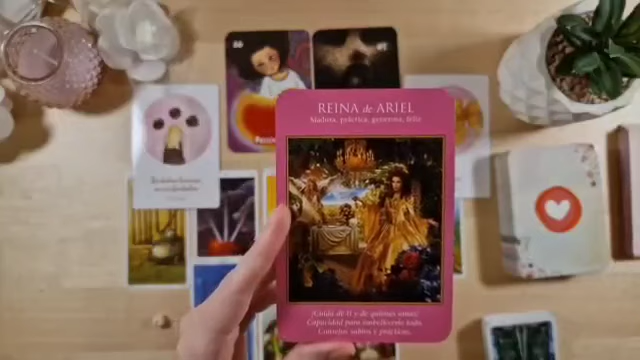 REINA de ARIEL
Madura, práctica, generosa, feliz
¡Cuida de ti y de quienes amas!
Capacidad para embellecerlo todo.
Consejos sabios y prácticos.